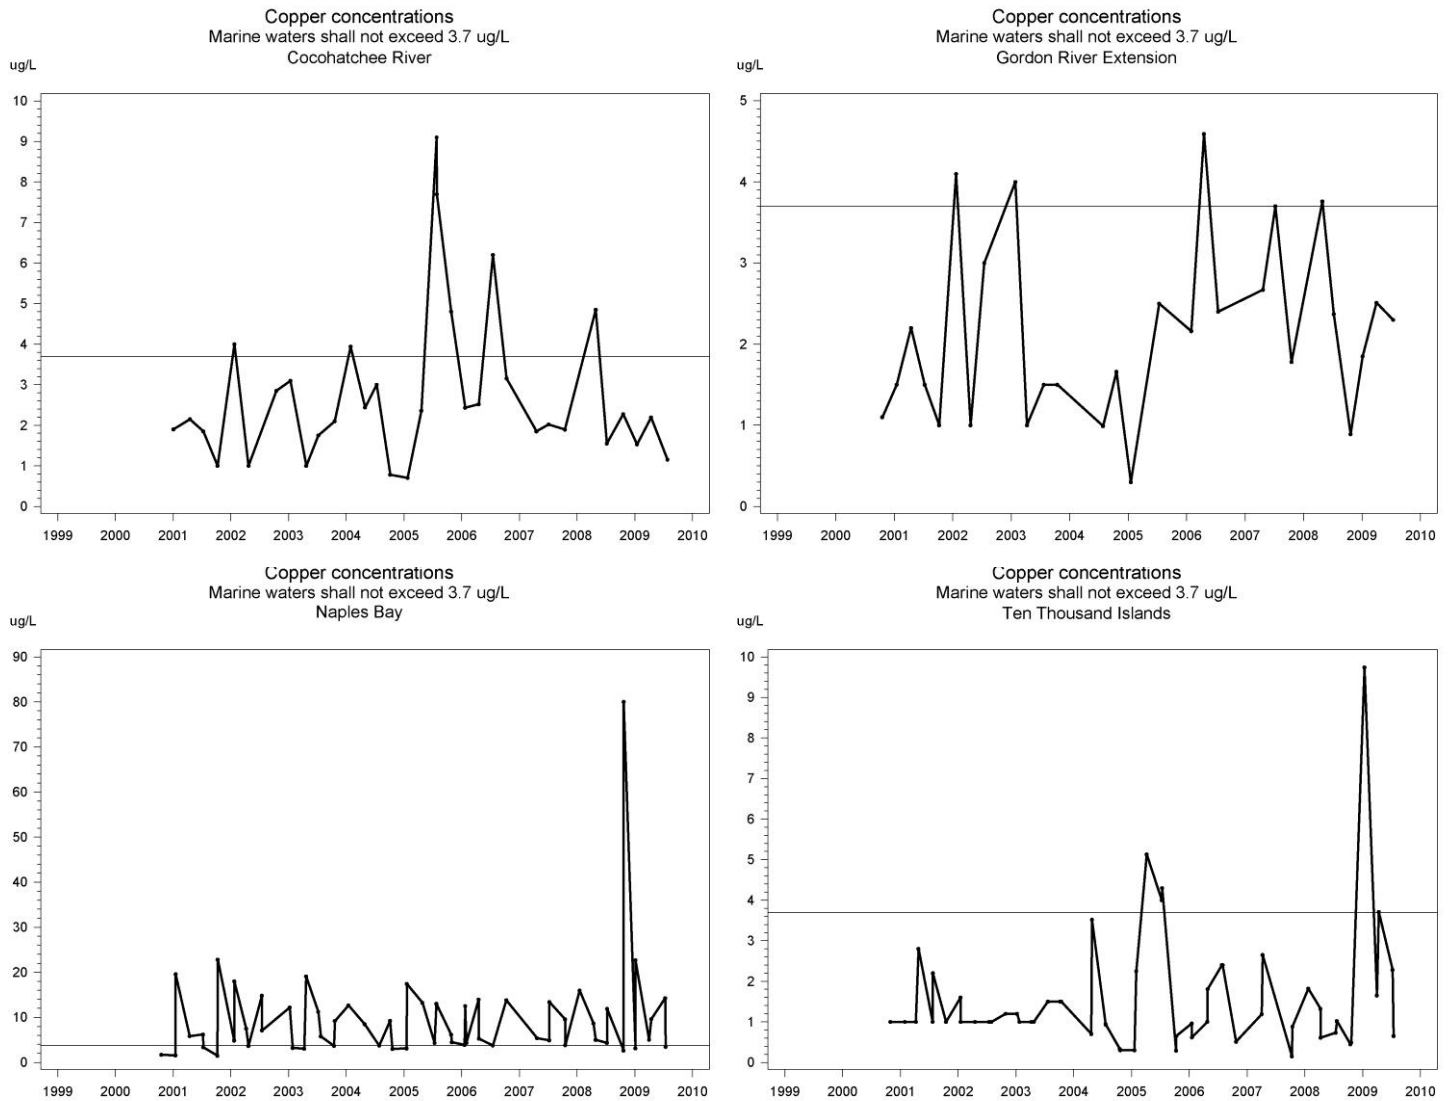 Copper concentrations
Marine waters shall not exceed 3.7 ug/L
Cocohatchee River
ug/L
10
9
8
7
6
5
4
3
2
1
0
1999 2000 2001 2002 2003 2004 2005 2006 2007 2008 2009 2010
Copper concentrations
Marine waters shall not exceed 3.7 ug/L
Gordon River Extension
ug/L
5
4
3
2
1
0
1999 2000 2001 2002 2003 2004 2005 2006 2007 2008 2009 2010
Copper concentrations
Marine waters shall not exceed 3.7 ug/L
Naples Bay
ug/L
90
80
70
60
50
40
30
20
10
0
1999 2000 2001 2002 2003 2004 2005 2006 2007 2008 2009 2010
Copper concentrations
Marine waters shall not exceed 3.7 ug/L
Ten Thousand Islands
ug/L
10
9
8
7
6
5
4
3
2
1
0
1999 2000 2001 2002 2003 2004 2005 2006 2007 2008 2009 2010